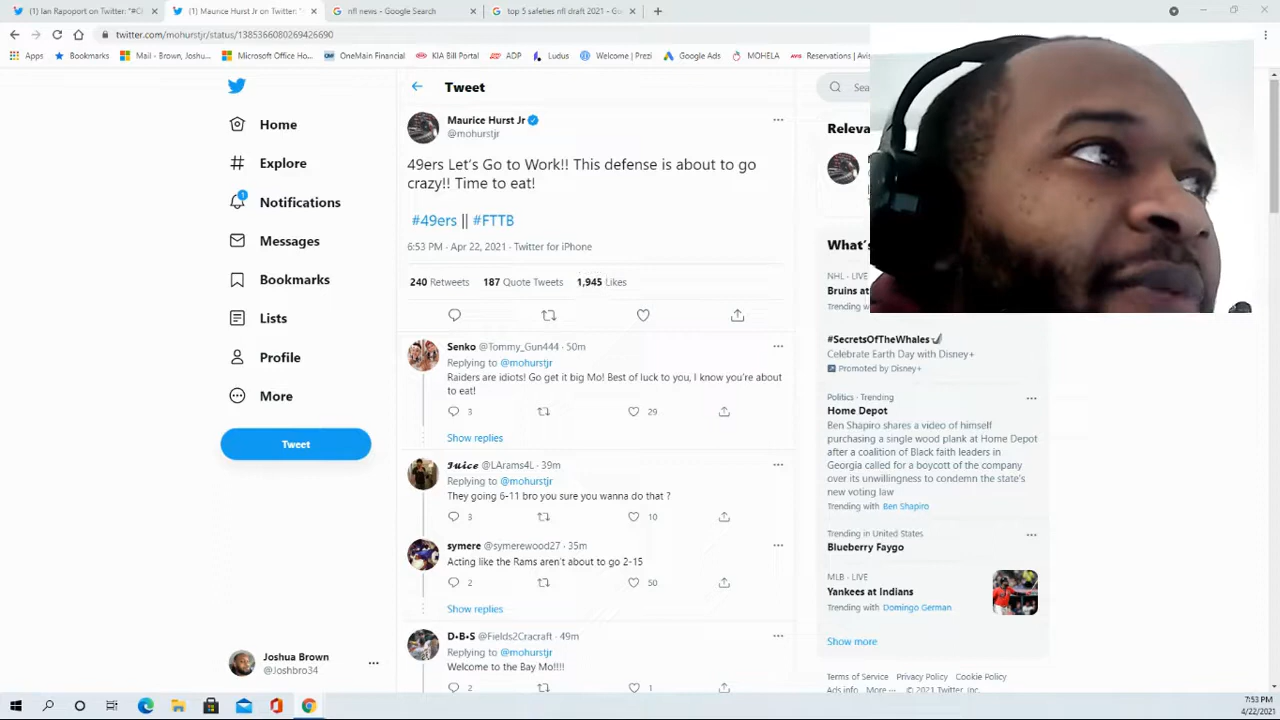 Ian Rapoport on Twitter: "#C
Maurice Hurst Jr on Twitter: "
nfl news - Google Search
top 5 safeties nfl draft 2021 - Go
twitter.com/mohurstjr/status/1385366080269426690
Apps
Bookmarks
Mail - Brown, Joshu...
Microsoft Office Ho...
OneMain Financial
KIA Bill Portal
ADP
Ludus
Welcome | Prezi
Google Ads
MOHELA
Reservations | Avis
Home
Explore
1
Notifications
Messages
Bookmarks
Lists
Profile
More
Tweet
Joshua Brown
@Joshbro34
Tweet
Maurice Hurst Jr
@mohurstjr
49ers Let's Go to Work!! This defense is about to go
crazy!! Time to eat!
#49ers || #FTTB
6:53 PM · Apr 22, 2021 · Twitter for iPhone
240 Retweets 187 Quote Tweets 1,945 Likes
Senko @Tommy_Gun444 · 50m
Replying to @mohurstjr
Raiders are idiots! Go get it big Mo! Best of luck to you, I know you're about
to eat!
3 29
Show replies
Juice @LArams4L · 39m
Replying to @mohurstjr
They going 6-11 bro you sure you wanna do that ?
3 10
symere @symerewood27 · 35m
Acting like the Rams aren't about to go 2-15
2 50
Show replies
D•B•S @Fields2Cracraft · 49m
Replying to @mohurstjr
Welcome to the Bay Mo!!!!
2 1
Sea
Releva
What's
NHL · LIVE
Bruins at
Trending w
#SecretsOfTheWhales
Celebrate Earth Day with Disney+
Promoted by Disney+
Politics · Trending
Home Depot
Ben Shapiro shares a video of himself
purchasing a single wood plank at Home Depot
after a coalition of Black faith leaders in
Georgia called for a boycott of the company
over its unwillingness to condemn the state's
new voting law
Trending with Ben Shapiro
Trending in United States
Blueberry Faygo
MLB · LIVE
Yankees at Indians
Trending with Domingo German
Show more
Terms of Service Privacy Policy Cookie Policy
Ads info More ... © 2021 Twitter, Inc.
7:53 PM
4/22/2021